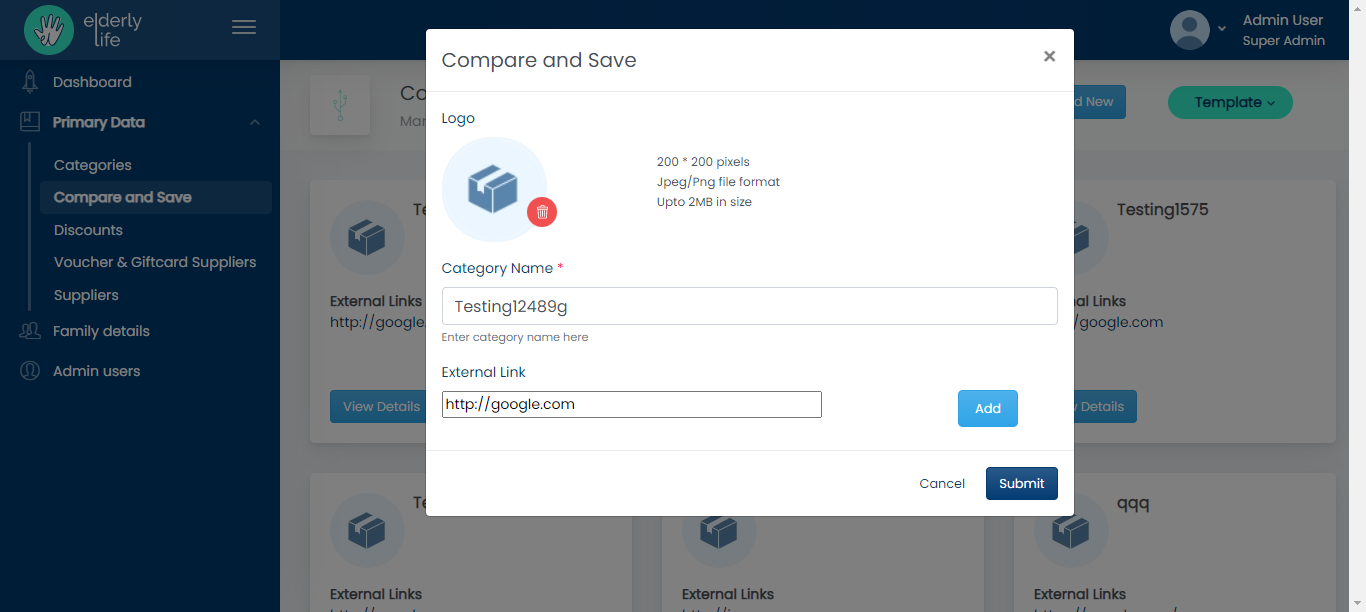 elderly
life
Admin User
Super Admin
Dashboard
Primary Data
Categories
Compare and Save
Discounts
Voucher & Giftcard Suppliers
Suppliers
Family details
Admin users
Co
Mar
d New
Template
Compare and Save
×
Logo
200 * 200 pixels
Jpeg/Png file format
Upto 2MB in size
Category Name *
Testing12489g
Enter category name here
External Link
http://google.com
Add
Cancel
Submit
Te
External Links
http://google.
View Details
Testing1575
al Links
/google.com
Details
Te
External Links
External Links
qqq
External Links